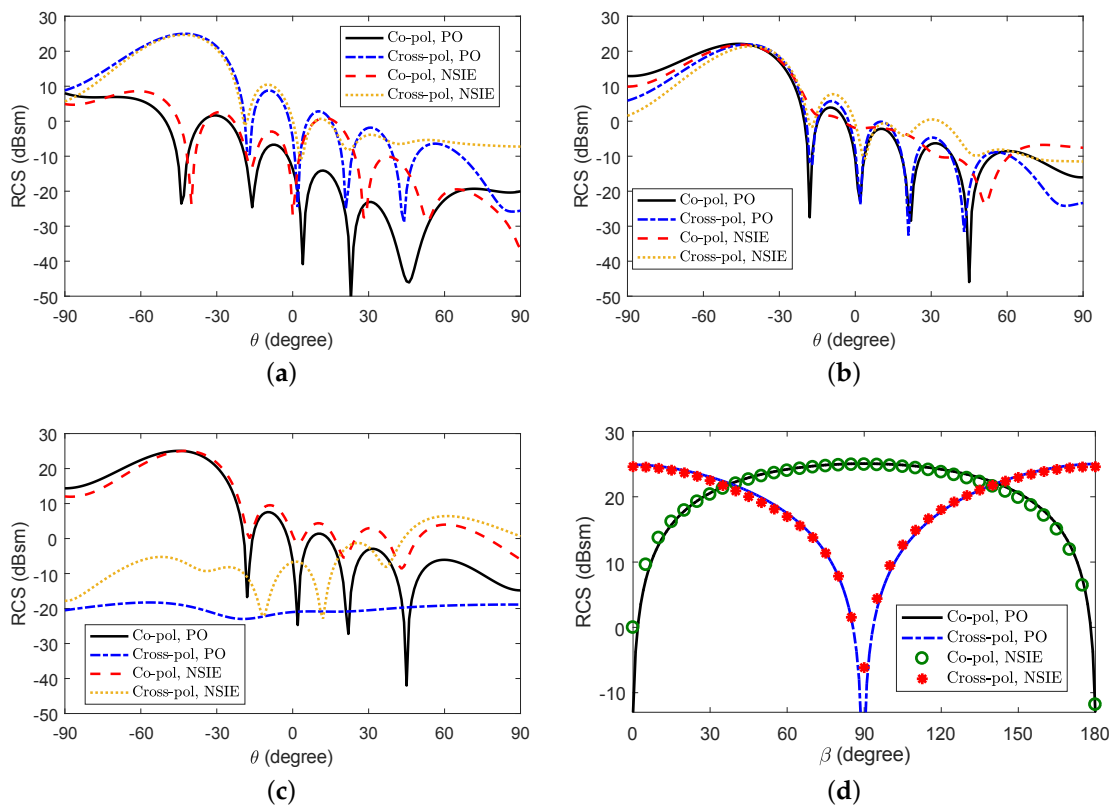 30
20
10
0
-10
-20
-30
-40
-50
RCS (dBsm)
-90 -60 -30 0 30 60 90
θ (degree)
Co-pol, PO
Cross-pol, PO
Co-pol, NSIE
Cross-pol, NSIE
(a)
30
20
10
0
-10
-20
-30
-40
-50
RCS (dBsm)
-90 -60 -30 0 30 60 90
θ (degree)
Co-pol, PO
Cross-pol, PO
Co-pol, NSIE
Cross-pol, NSIE
(b)
30
20
10
0
-10
-20
-30
-40
-50
RCS (dBsm)
-90 -60 -30 0 30 60 90
θ (degree)
Co-pol, PO
Cross-pol, PO
Co-pol, NSIE
Cross-pol, NSIE
(c)
30
20
10
0
-10
RCS (dBsm)
0 30 60 90 120 150 180
β (degree)
Co-pol, PO
Cross-pol, PO
Co-pol, NSIE
Cross-pol, NSIE
(d)